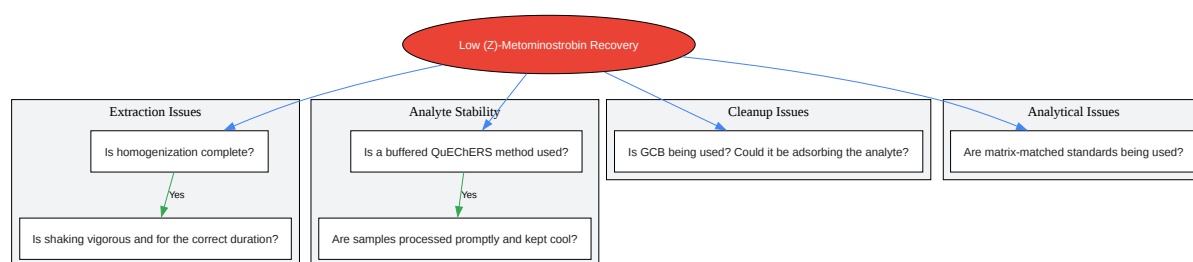 Low (Z)-Metominostrobin Recovery
Extraction Issues
Analyte Stability
Cleanup Issues
Analytical Issues
Is homogenization complete?
Is a buffered QuEChERS method used?
Is GCB being used? Could it be adsorbing the analyte?
Are matrix-matched standards being used?
Yes
Yes
Is shaking vigorous and for the correct duration?
Are samples processed promptly and kept cool?